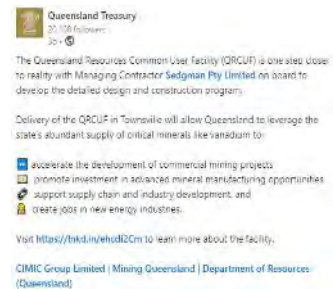 Queensland Treasury
20,100 followers
3d •
The Queensland Resources Common User Facility (QRCUF) is one step closer
to reality with Managing Contractor Sedgman Pty Limited on board to
develop the detailed design and construction program.
Delivery of the QRCUF in Townsville will allow Queensland to leverage the
state's abundant supply of critical minerals like vanadium to:
accelerate the development of commercial mining projects
promote investment in advanced mineral manufacturing opportunities
support supply chain and industry development, and
create jobs in new energy industries.
Visit https://lnkd.in/ehcdi2Cm to learn more about the facility.
CIMIC Group Limited | Mining Queensland | Department of Resources
(Queensland)